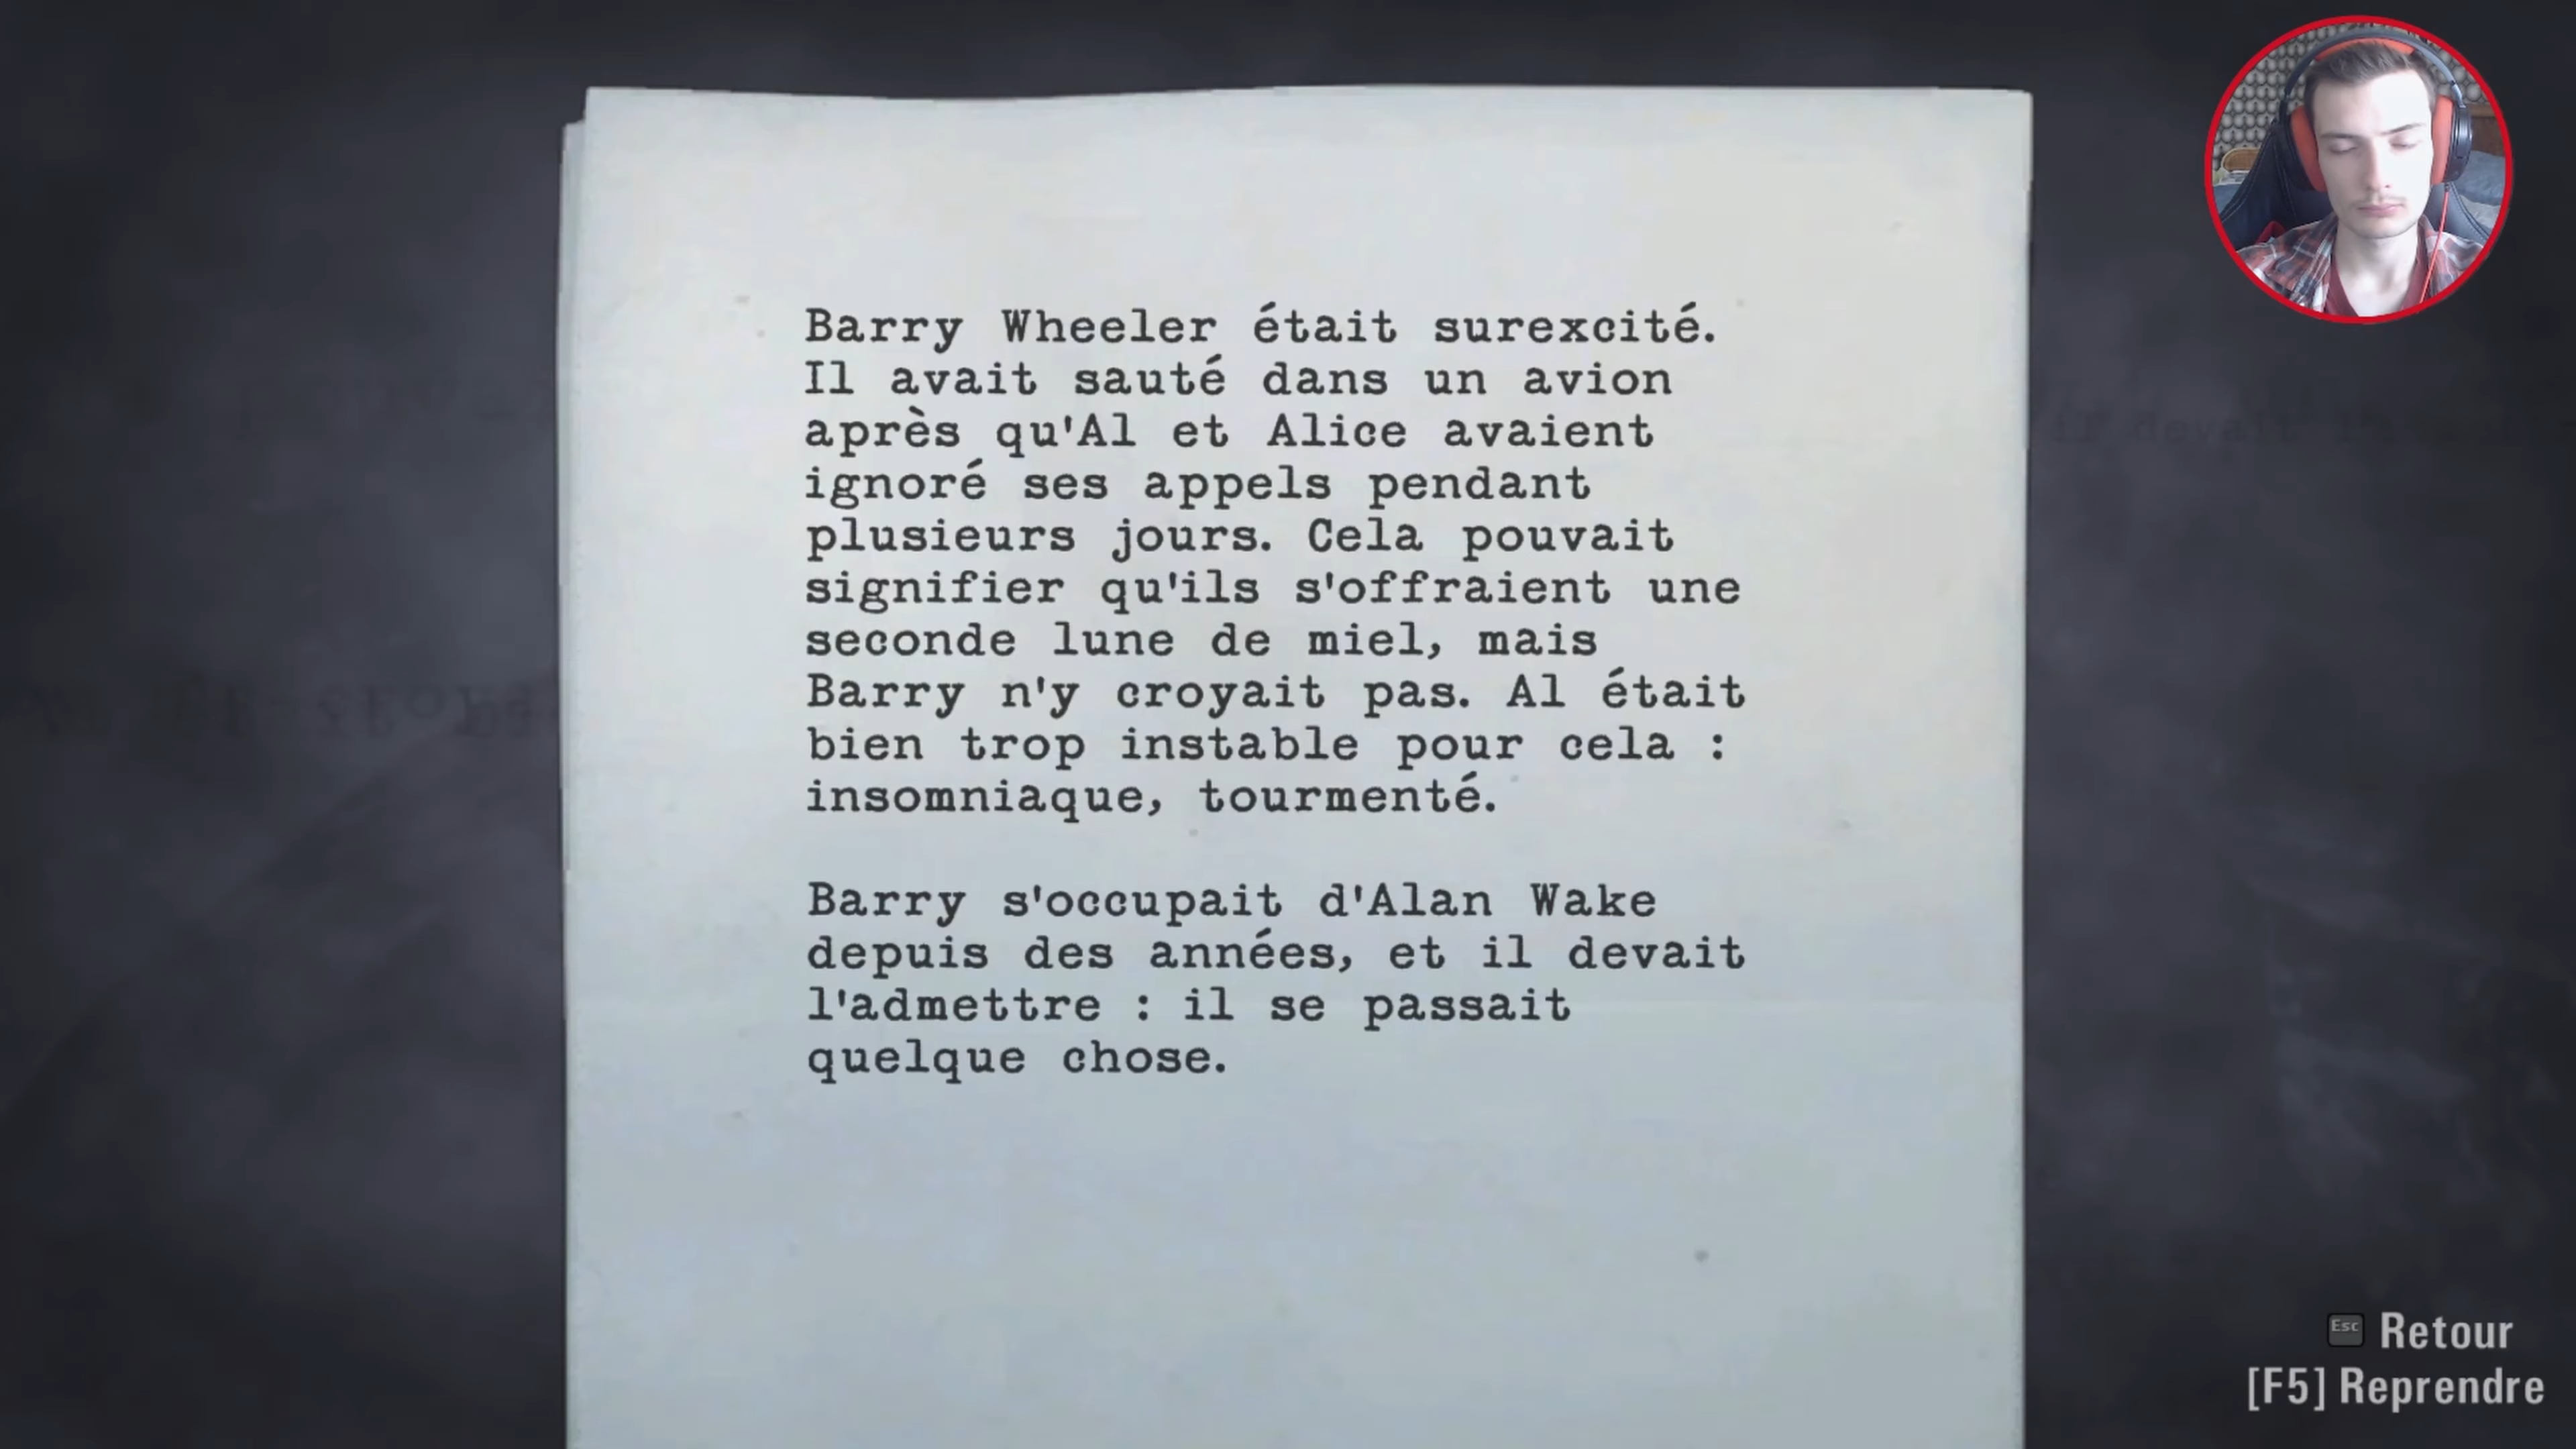 Barry Wheeler était surexcité.
Il avait sauté dans un avion
après qu'Al et Alice avaient
ignoré ses appels pendant
plusieurs jours. Cela pouvait
signifier qu'ils s'offraient une
seconde lune de miel, mais
Barry n'y croyait pas. Al était
bien trop instable pour cela :
insomniaque, tourmenté.
Barry s'occupait d'Alan Wake
depuis des années, et il devait
l'admettre : il se passait
quelque chose.
Esc Retour
[F5] Reprendre